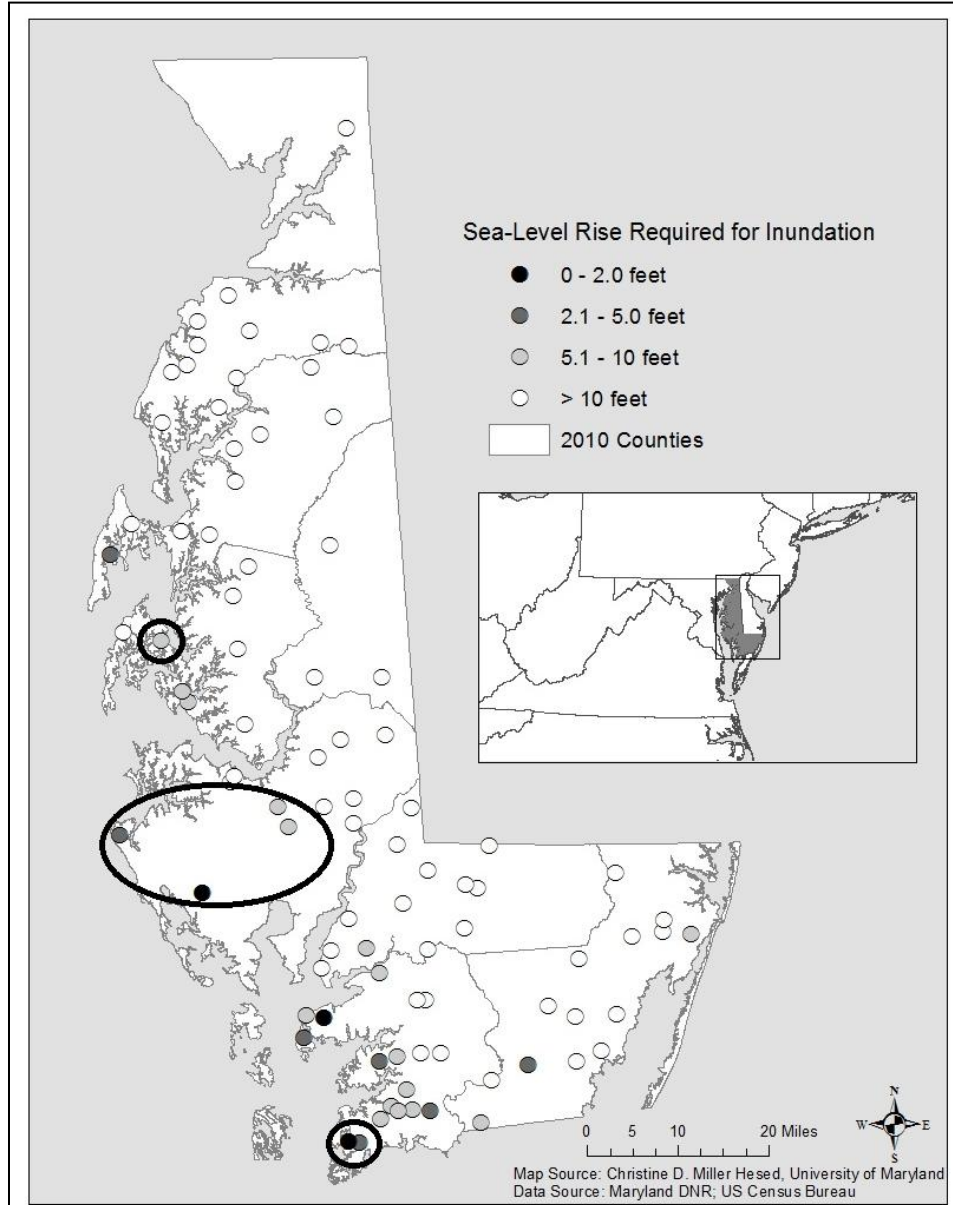 Sea-Level Rise Required for Inundation
0 - 2.0 feet
2.1 - 5.0 feet
5.1 - 10 feet
> 10 feet
2010 Counties
N
W E
S
0 5 10 20 Miles
Map Source: Christine D. Miller Hesed, University of Maryland
Data Source: Maryland DNR; US Census Bureau